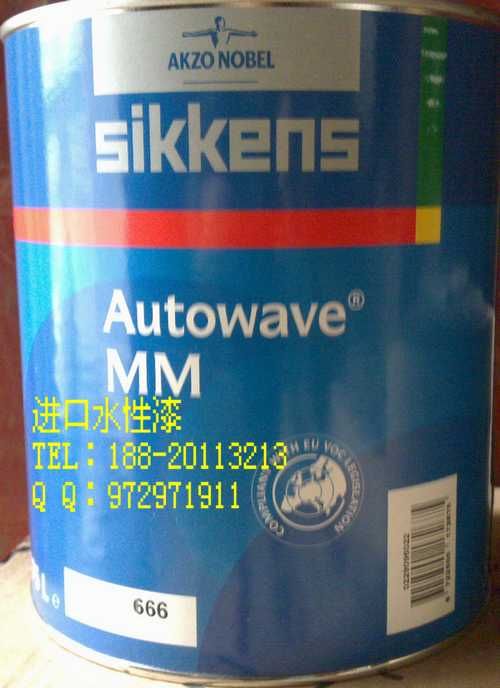 AKZO NOBEL
sikkens
Autowave®
MM
进口水性漆
TEL：188-20113213
Q Q：972971911
COMPLIANT WITH EU VOC LEGISLATION
L e
666